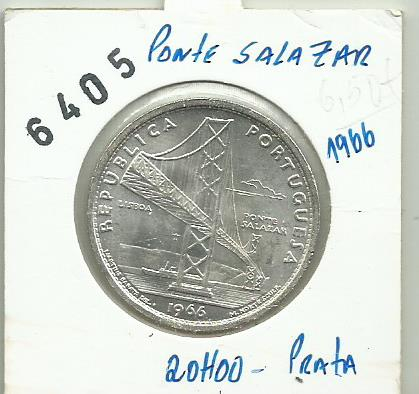 PONTE SALAZAR
6405
1966
REPUBLICA PORTUGUESA
LISBOA
PONTE
SALAZAR
1966
20H00 - PRATA